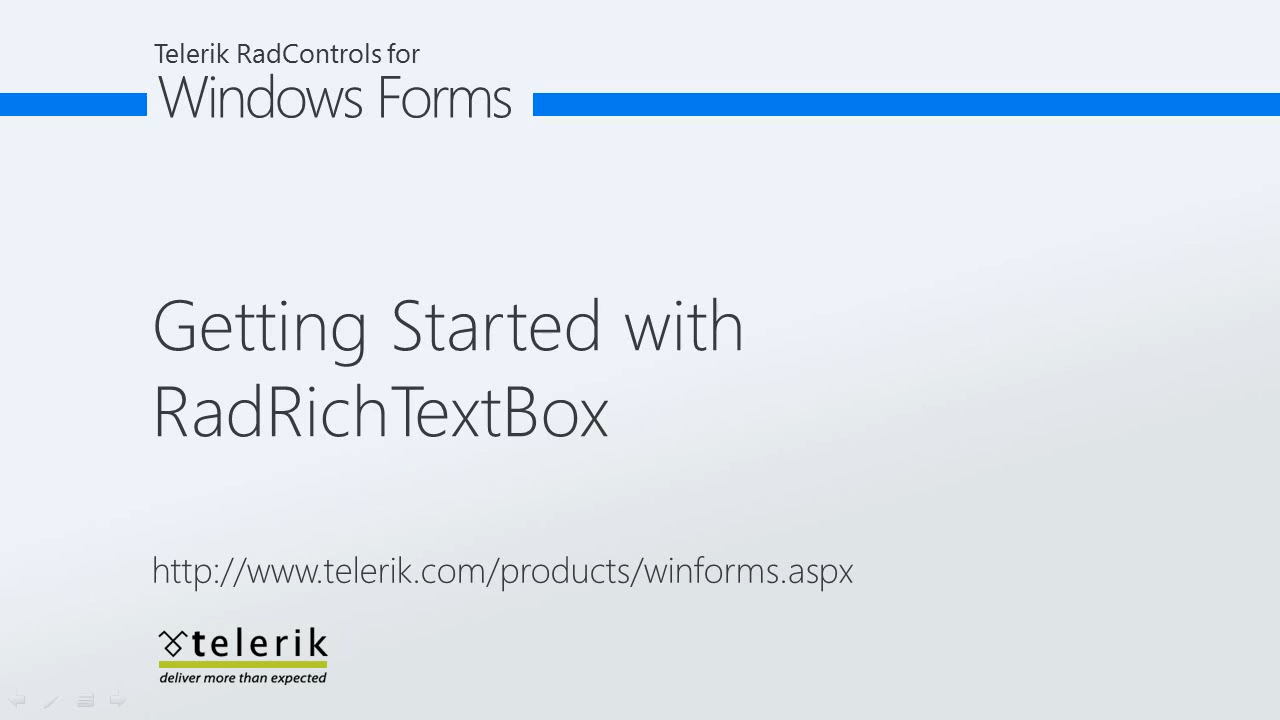 Telerik RadControls for
Windows Forms
Getting Started with
RadRichTextBox
http://www.telerik.com/products/winforms.aspx
telerik
deliver more than expected